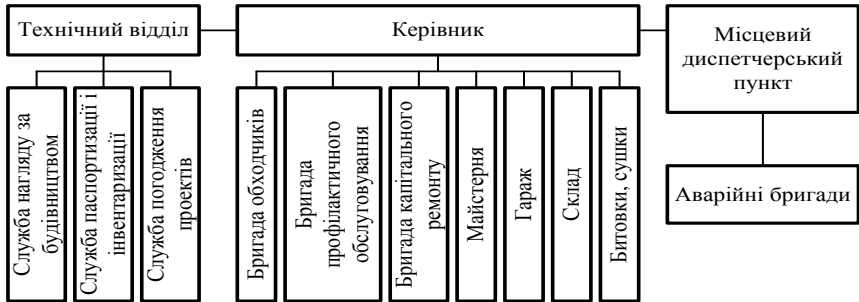 Технічний відділ
Керівник
Місцевий
диспетчерський
пункт
Служба нагляду за
будівництвом
Служба паспортизації і
інвентаризації
Служба погодження
проектів
Бригада обходчиків
Бригада
профілактичного
обслуговування
Бригада капітального
ремонту
Майстерня
Гараж
Склад
Битовки, сушки
Аварійні бригади